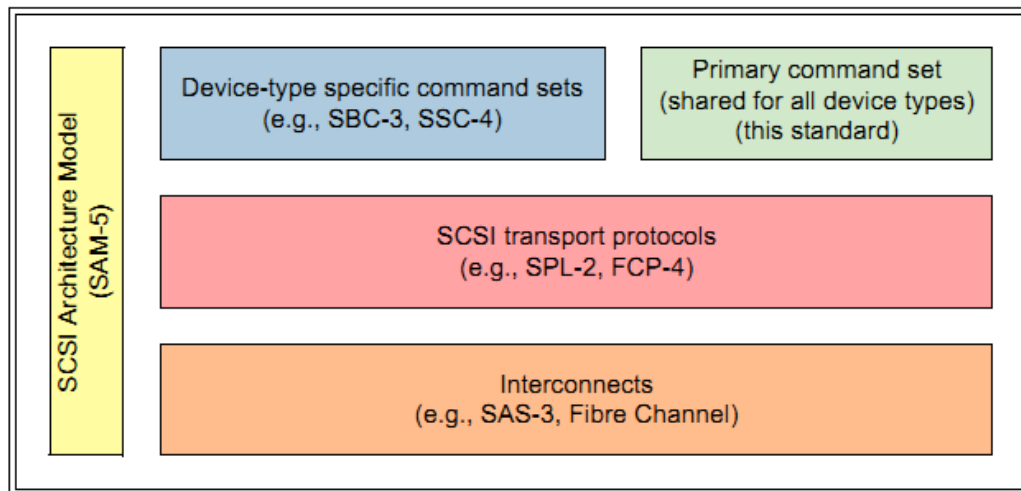 SCSI Architecture Model
(SAM-5)
Device-type specific command sets
(e.g., SBC-3, SSC-4)
Primary command set
(shared for all device types)
(this standard)
SCSI transport protocols
(e.g., SPL-2, FCP-4)
Interconnects
(e.g., SAS-3, Fibre Channel)